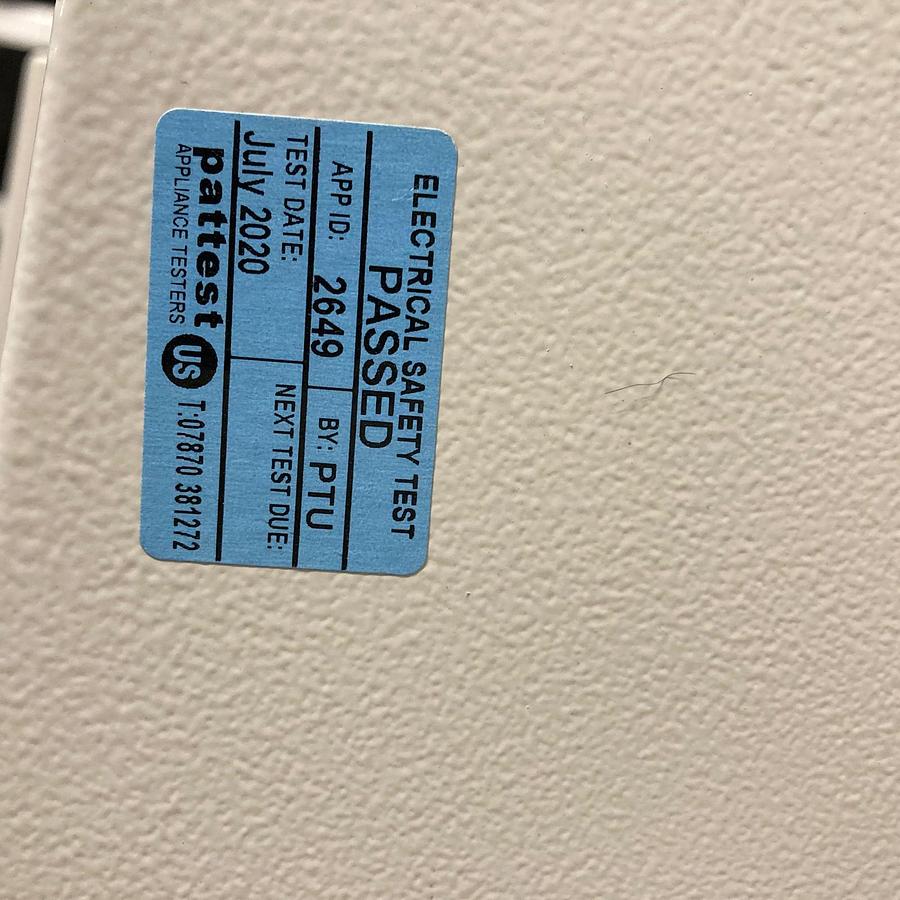 ELECTRICAL SAFETY TEST
PASSED
APP ID: 2649 BY: PTU
TEST DATE: NEXT TEST DUE:
July 2020
pattest US T:07870 381272
APPLIANCE TESTERS